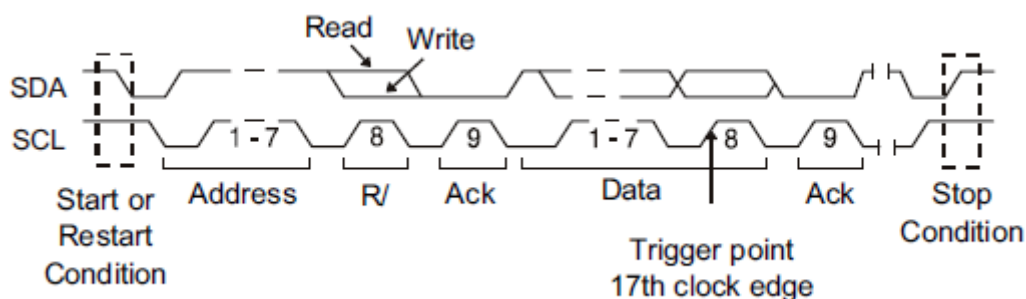 Read
Write
SDA
SCL
1 - 7
8
9
1 - 7
8
9
Address
R/
Ack
Data
Ack
Start or
Restart
Condition
Trigger point
17th clock edge
Stop
Condition